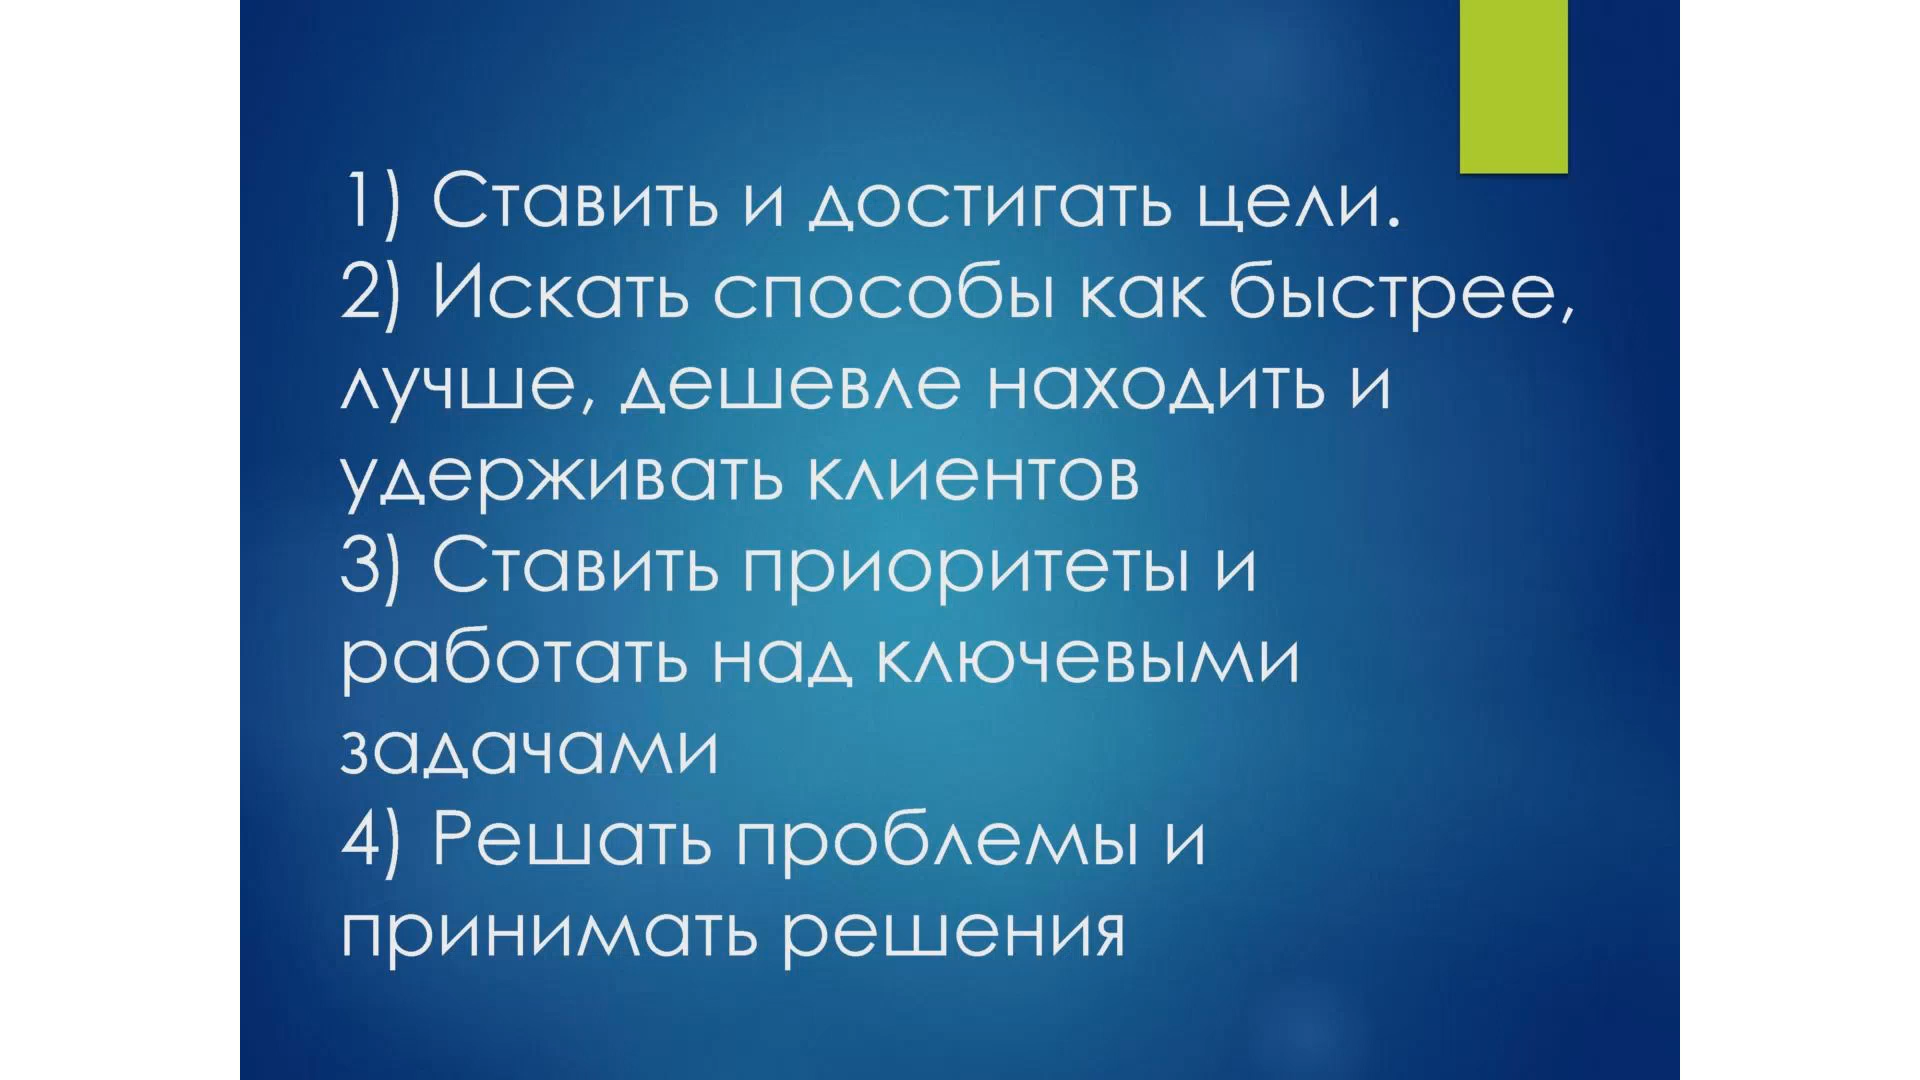 1) Ставить и достигать цели.
2) Искать способы как быстрее,
лучше, дешевле находить и
удерживать клиентов
3) Ставить приоритеты и
работать над ключевыми
задачами
4) Решать проблемы и
принимать решения